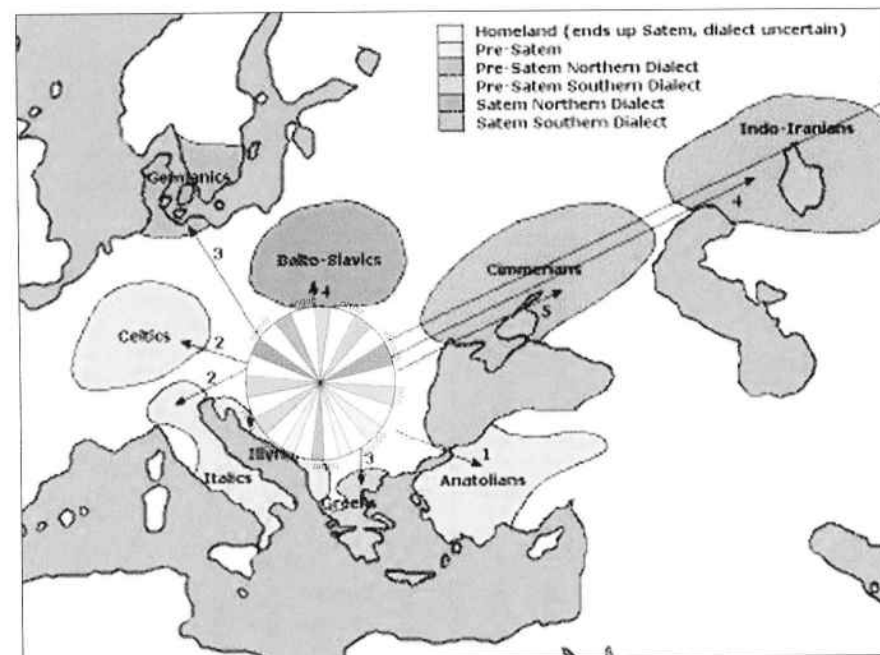 Homeland (ends up Satem, dialect uncertain)
Pre-Satem
Pre-Satem Northern Dialect
Pre-Satem Southern Dialect
Satem Northern Dialect
Satem Southern Dialect
Indo-Iranians
Germanics
4
3
Balto-Slavics
Cimmerians
4
5
Celtics
2
2
3
1
Italics
Greeks
Anatolians